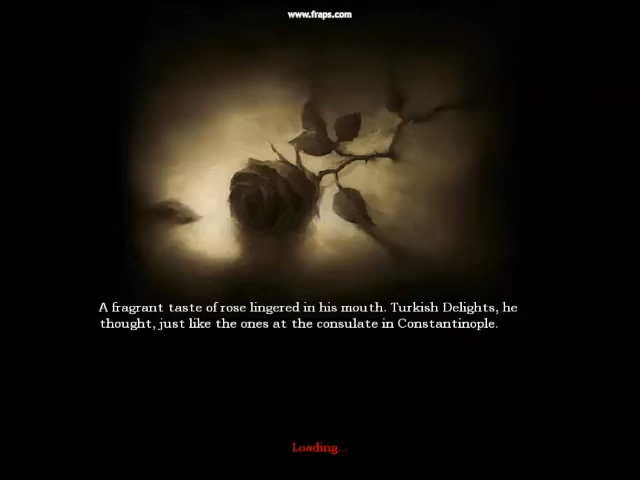 www.fraps.com
A fragrant taste of rose lingered in his mouth. Turkish Delights, he
thought, just like the ones at the consulate in Constantinople.
Loading...